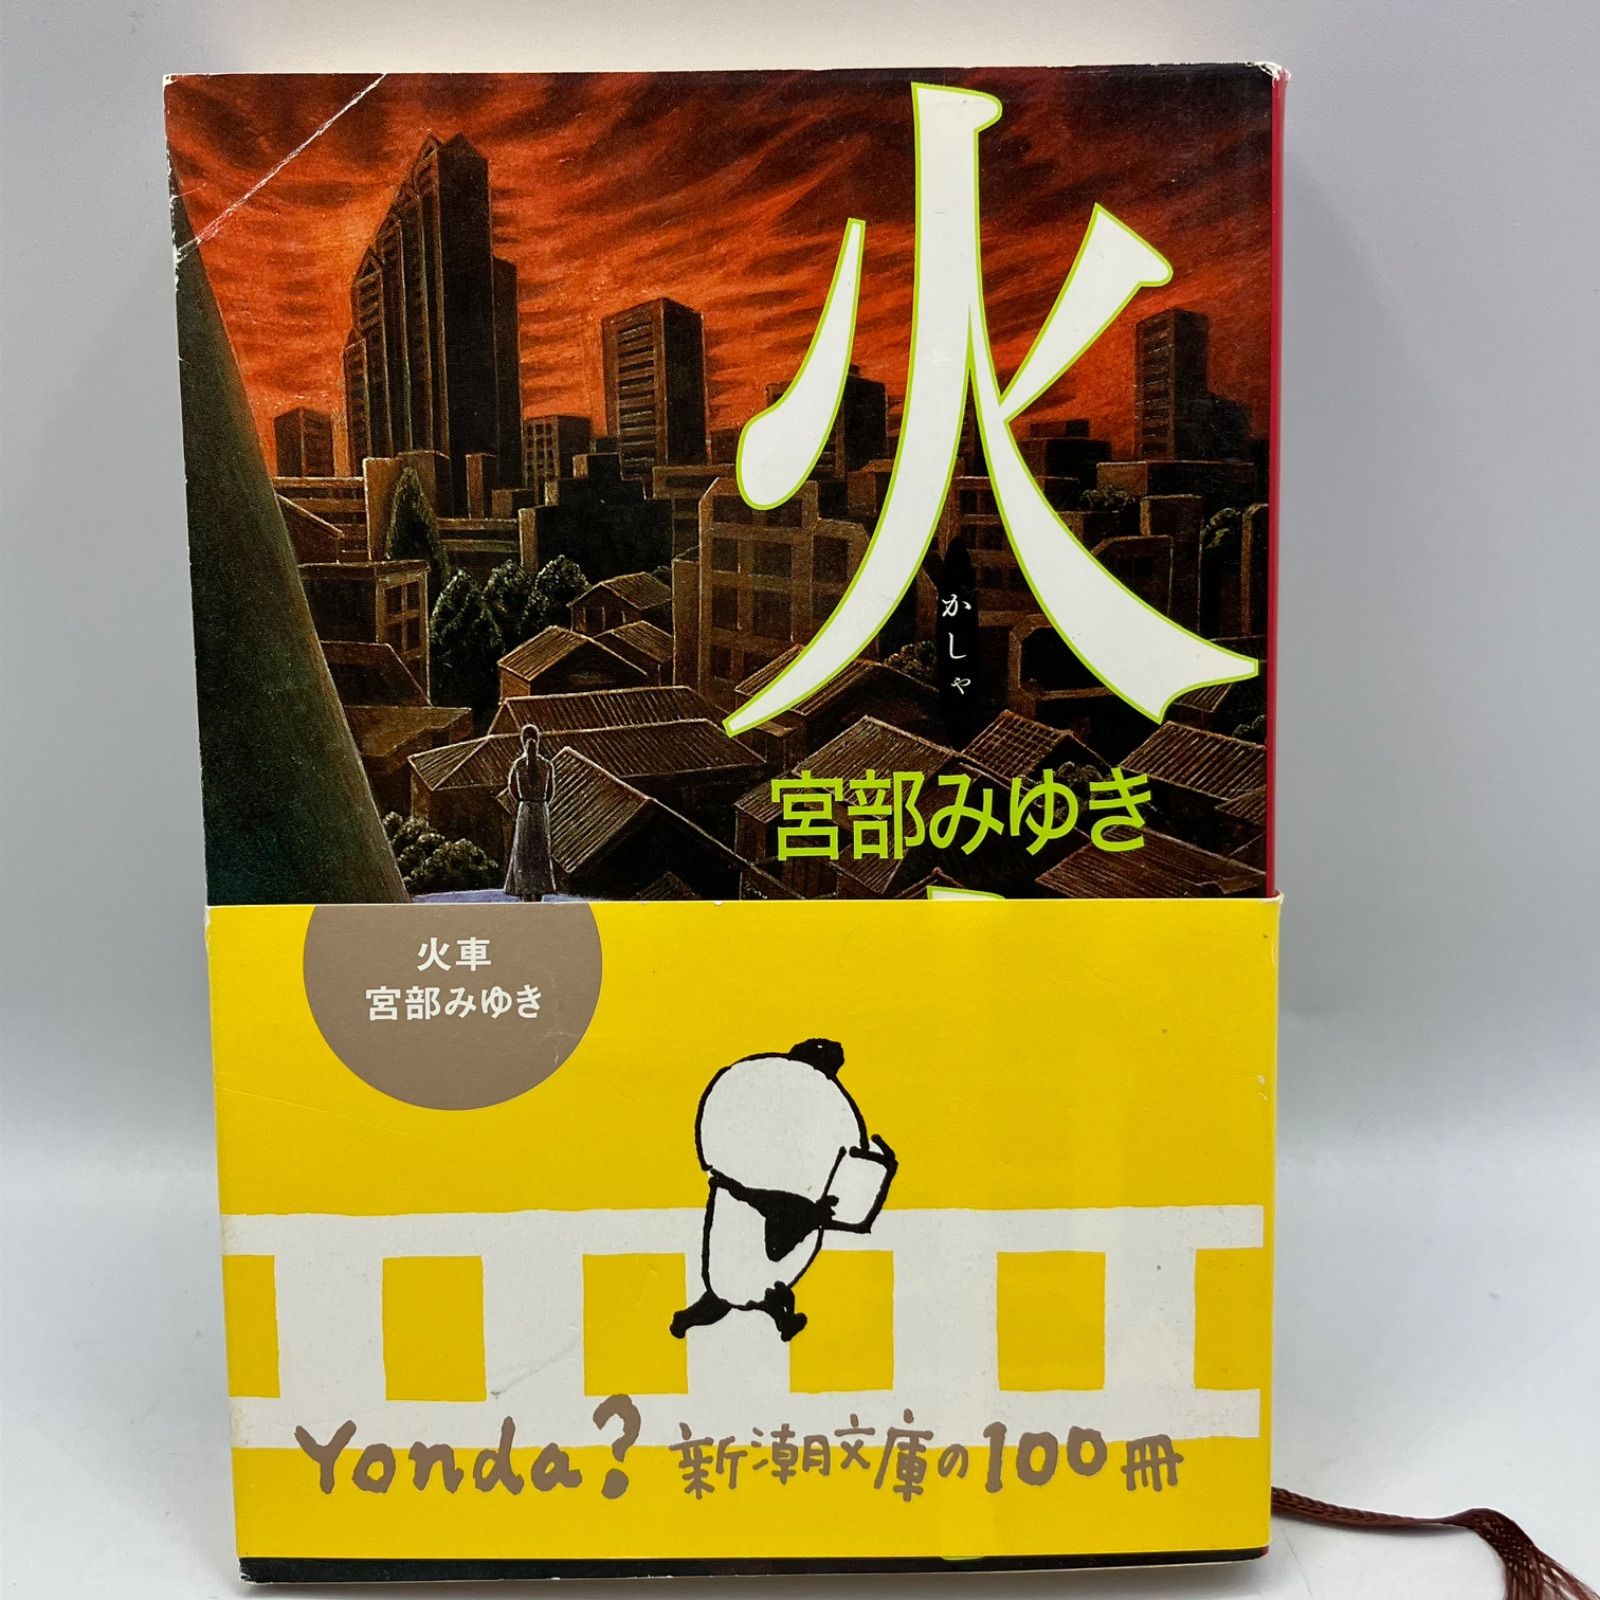 火
かしゃ
宮部みゆき
火車
宮部みゆき
Yonda? 新潮文庫の100冊